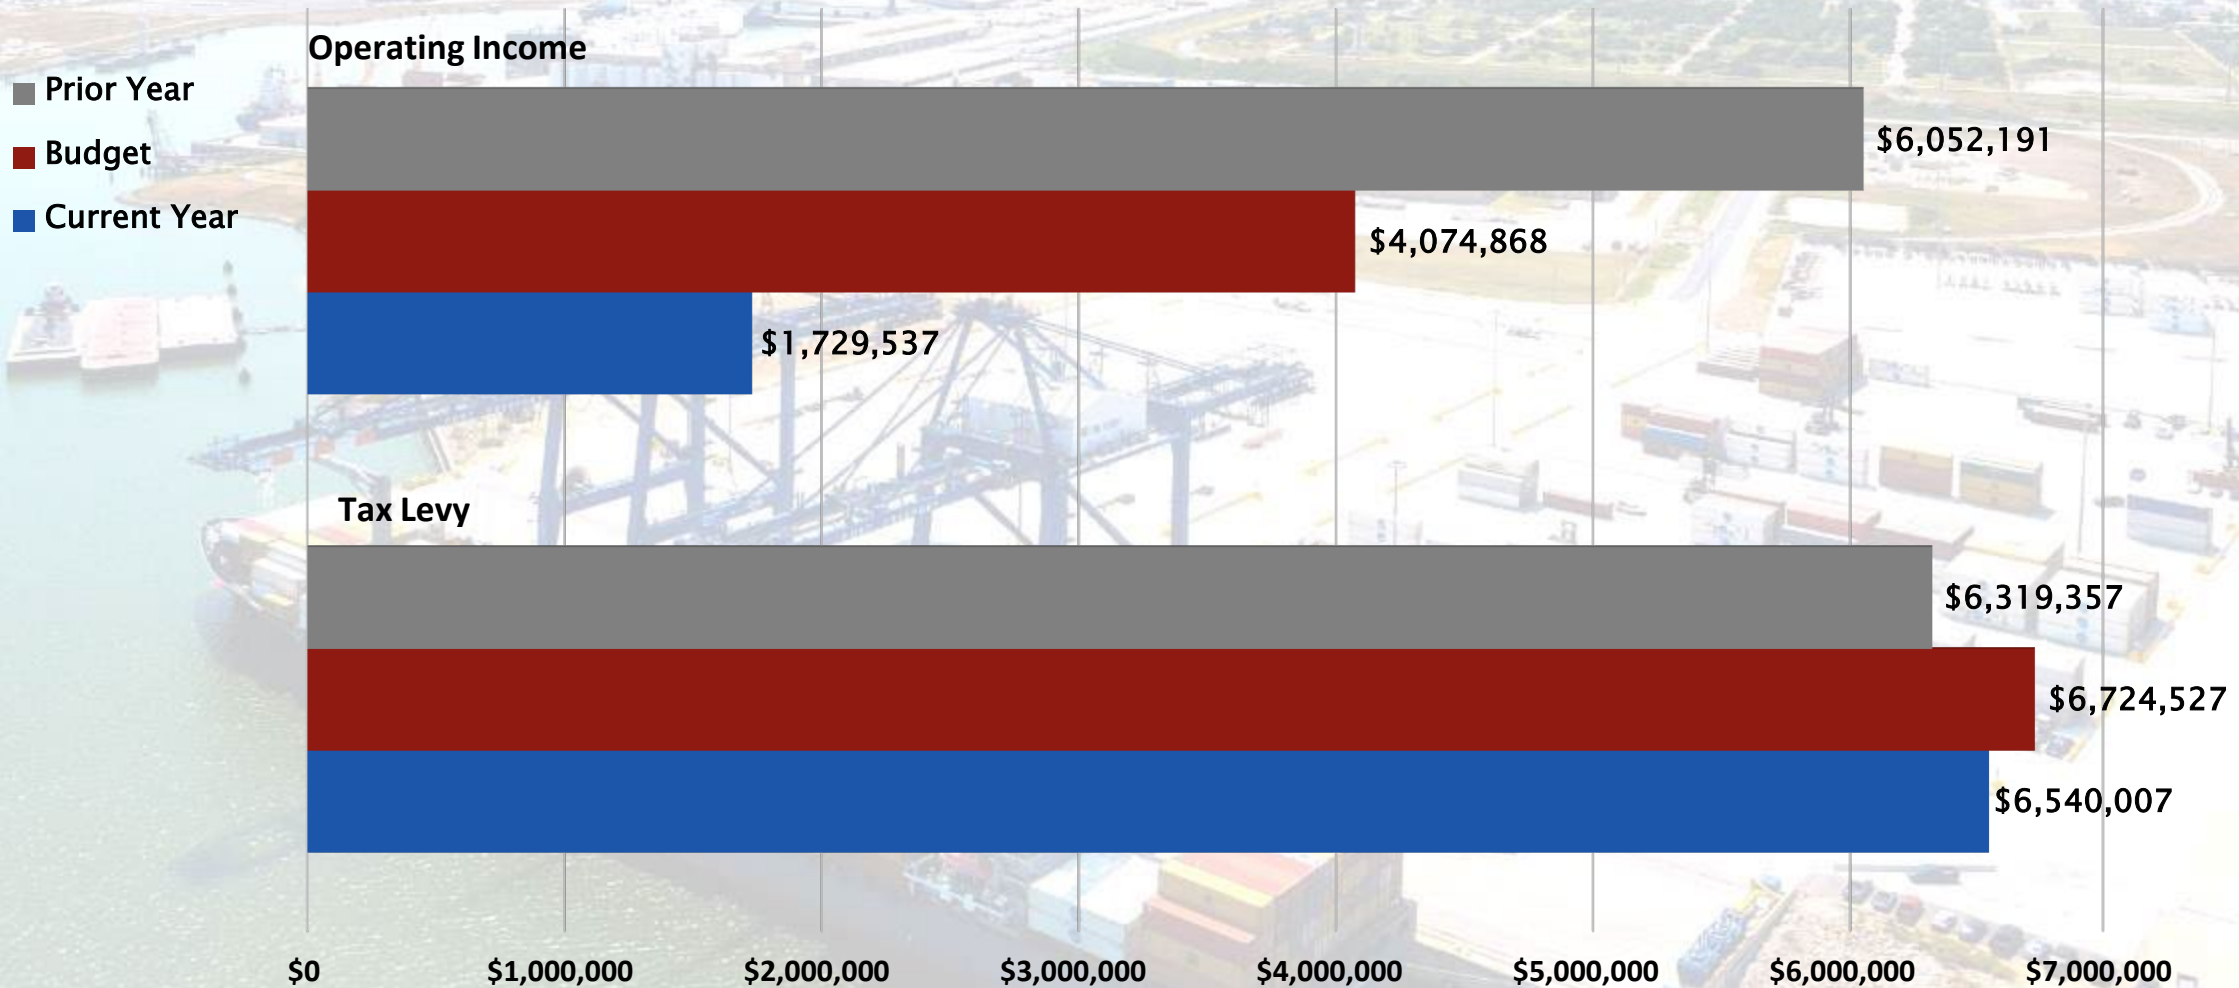 Operating Income
Prior Year
Budget
Current Year
$6,052,191
$4,074,868
$1,729,537
Tax Levy
$6,319,357
$6,724,527
$6,540,007
$0 $1,000,000 $2,000,000 $3,000,000 $4,000,000 $5,000,000 $6,000,000 $7,000,000